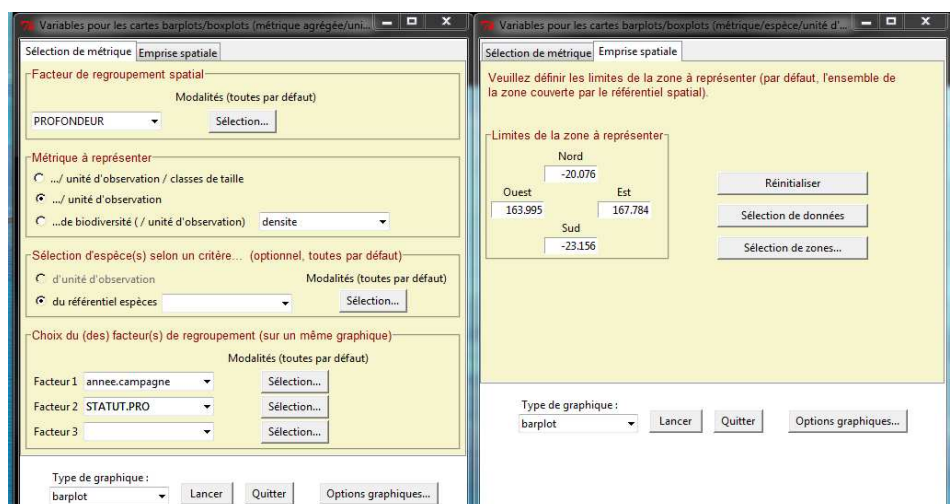 Variables pour les cartes barplots/boxplots (métrique agrégée/uni...
Sélection de métrique Emprise spatiale
Facteur de regroupement spatial
Modalités (toutes par défaut)
PROFONDEUR Sélection...
Métrique à représenter
.../ unité d'observation / classes de taille
.../ unité d'observation
...de biodiversité ( / unité d'observation) densite
Sélection d'espèce(s) selon un critère... (optionnel, toutes par défaut)
d'unité d'observation Modalités (toutes par défaut)
du référentiel espèces Sélection...
Choix du (des) facteur(s) de regroupement (sur un même graphique)
Modalités (toutes par défaut)
Facteur 1 annee.campagne Sélection...
Facteur 2 STATUT.PRO Sélection...
Facteur 3 Sélection...
Type de graphique :
barplot Lancer Quitter Options graphiques...
Variables pour les cartes barplots/boxplots (métrique/espèce/unité d'...
Sélection de métrique Emprise spatiale
Veuillez définir les limites de la zone à représenter (par défaut, l'ensemble de
la zone couverte par le référentiel spatial).
Limites de la zone à représenter
Nord
-20.076
Ouest Est
163.995 167.784
Sud
-23.156
Réinitialiser
Sélection de données
Sélection de zones...
Type de graphique :
barplot Lancer Quitter Options graphiques...